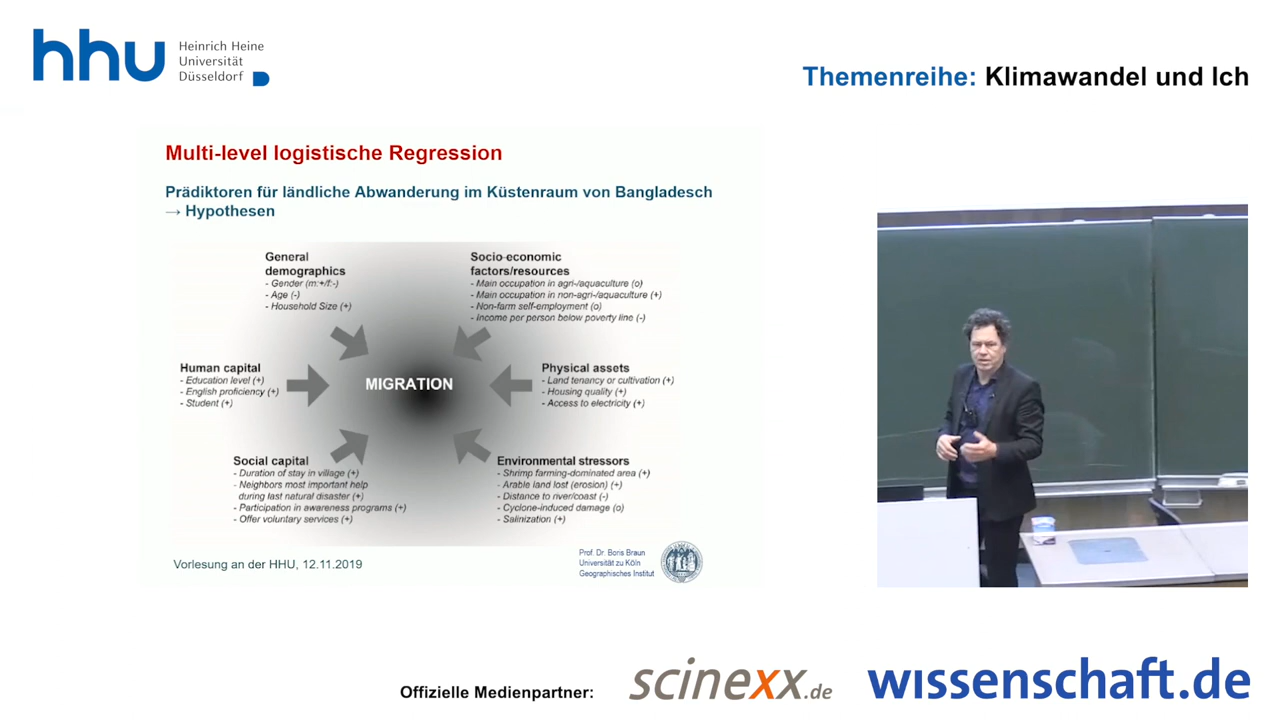 hhu
Heinrich Heine
Universität
Düsseldorf
Themenreihe: Klimawandel und Ich
Multi-level logistische Regression
Prädiktoren für ländliche Abwanderung im Küstenraum von Bangladesch
→ Hypothesen
General
demographics
- Gender (m:+/f:-)
- Age (-)
- Household Size (+)
Socio-economic
factors/resources
- Main occupation in agri-/aquaculture (o)
- Main occupation in non-agri-/aquaculture (+)
- Non-farm self-employment (o)
- Income per person below poverty line (-)
Human capital
- Education level (+)
- English proficiency (+)
- Student (+)
MIGRATION
Physical assets
- Land tenancy or cultivation (+)
- Housing quality (+)
- Access to electricity (+)
Social capital
- Duration of stay in village (+)
- Neighbors most important help
during last natural disaster (+)
- Participation in awareness programs (+)
- Offer voluntary services (+)
Environmental stressors
- Shrimp farming-dominated area (+)
- Arable land lost (erosion) (+)
- Distance to river/coast (-)
- Cyclone-induced damage (o)
- Salinization (+)
Vorlesung an der HHU, 12.11.2019
Prof. Dr. Boris Braun
Universität zu Köln
Geographisches Institut
Offizielle Medienpartner:
scinexx.de
wissenschaft.de